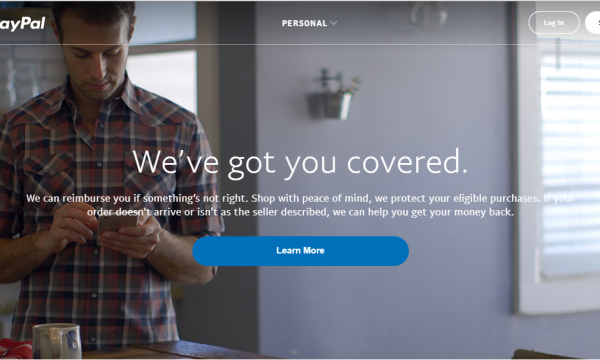 ayPal
PERSONAL
Log In
We've got you covered.
We can reimburse you if something's not right. Shop with peace of mind, we protect your eligible purchases. If your
order doesn't arrive or isn't as the seller described, we can help you get your money back.
Learn More